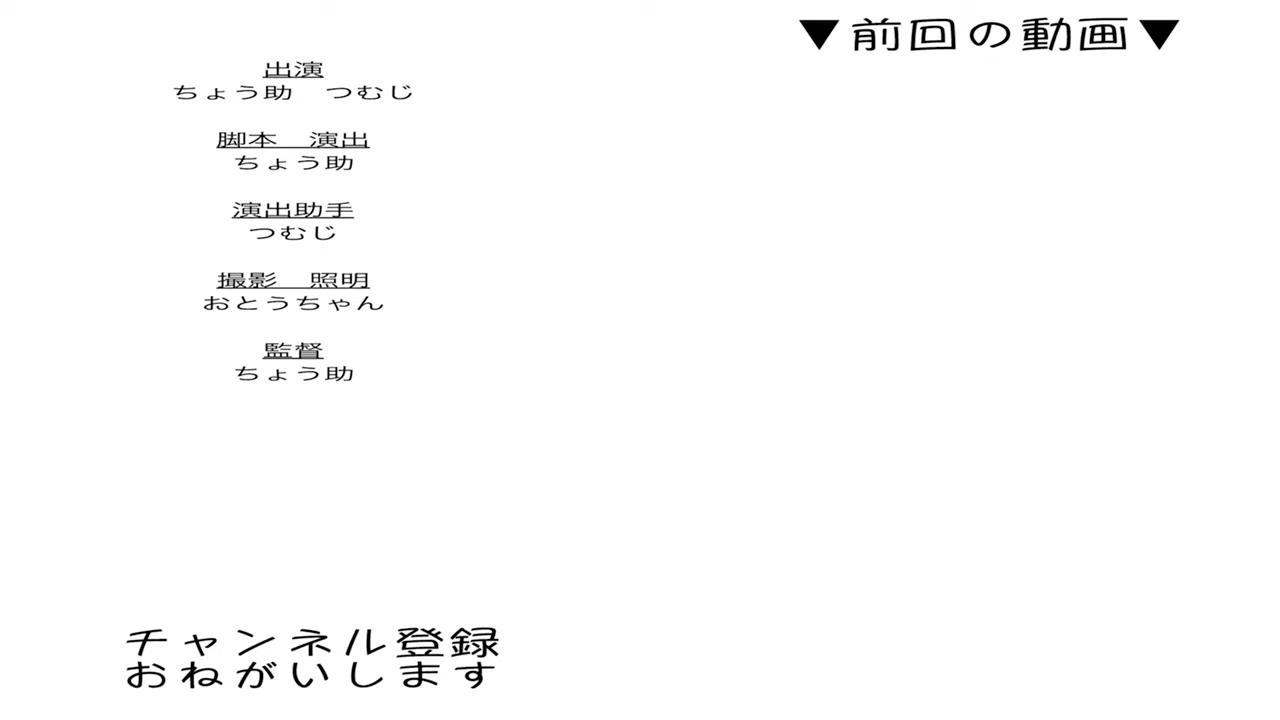 ▼前回の動画▼
出演
ちょう助　つむじ
脚本　演出
ちょう助
演出助手
つむじ
撮影　照明
おとうちゃん
監督
ちょう助
チャンネル登録
おねがいします